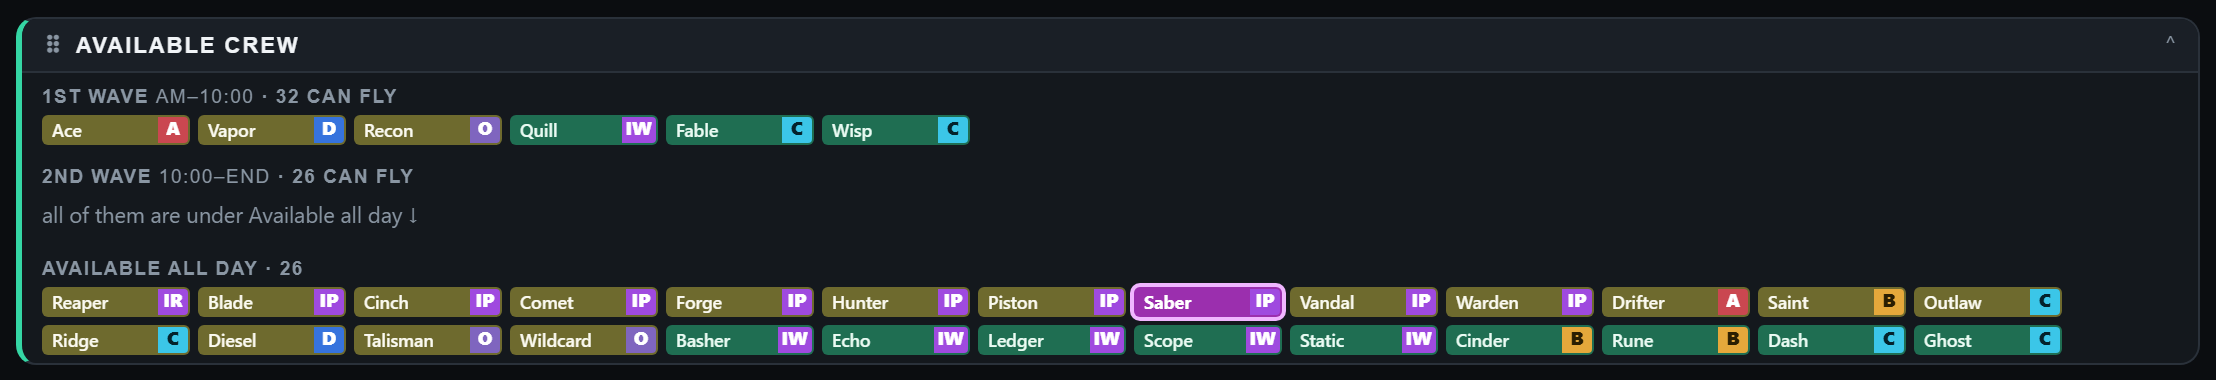 AVAILABLE CREW ^
1ST WAVE AM–10:00 · 32 CAN FLY
Ace A Vapor D Recon O Quill IW Fable C Wisp C
2ND WAVE 10:00–END · 26 CAN FLY
all of them are under Available all day ↓
AVAILABLE ALL DAY · 26
Reaper IR Blade IP Cinch IP Comet IP Forge IP Hunter IP Piston IP Saber IP Vandal IP Warden IP Drifter A Saint B Outlaw C
Ridge C Diesel D Talisman O Wildcard O Basher IW Echo IW Ledger IW Scope IW Static IW Cinder B Rune B Dash C Ghost C